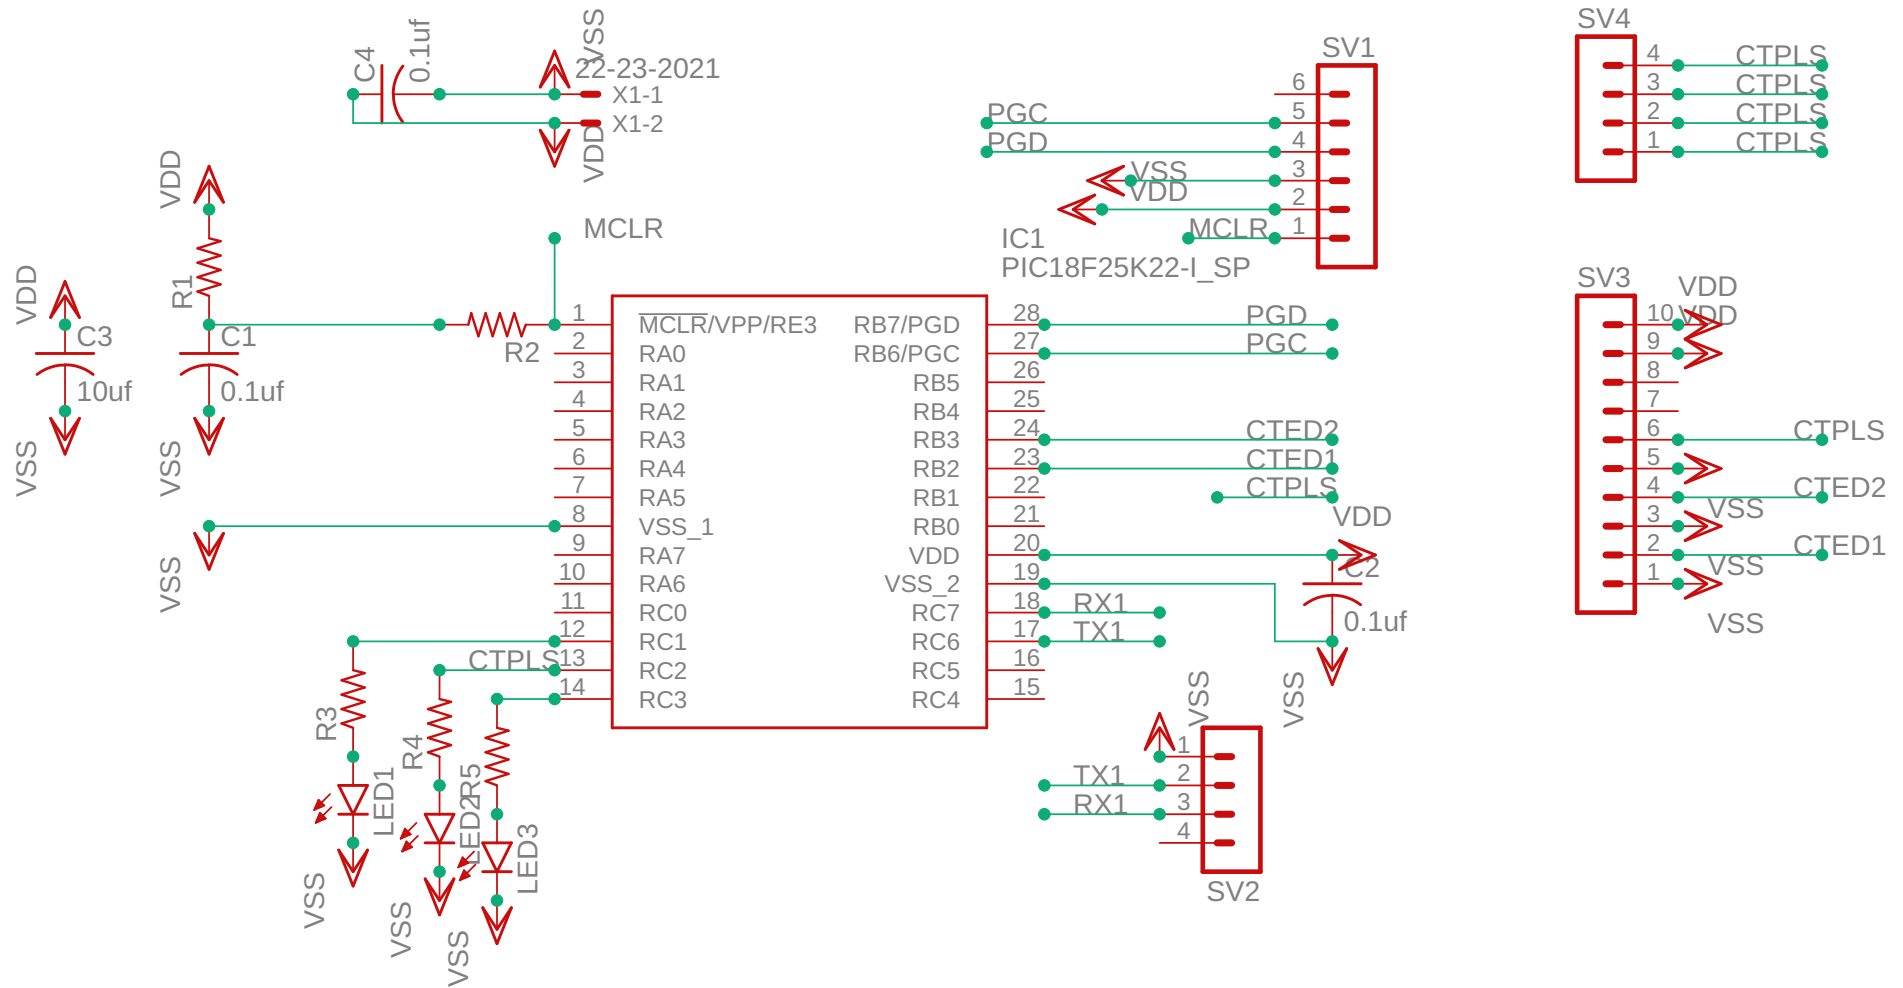 C4
0.1uf
VSS
22-23-2021
X1-1
X1-2
VDD
VDD
R1
C1
0.1uf
VSS
VDD
C3
10uf
VSS
VSS
MCLR
R2
IC1
PIC18F25K22-I_SP
1 MCLR/VPP/RE3
2 RA0
3 RA1
4 RA2
5 RA3
6 RA4
7 RA5
8 VSS_1
9 RA7
10 RA6
11 RC0
12 RC1
13 RC2
14 RC3
CTPLS
RB7/PGD 28 PGD
RB6/PGC 27 PGC
RB5 26
RB4 25
RB3 24 CTED2
RB2 23 CTED1
RB1 22 CTPLS
RB0 21
VDD 20
VSS_2 19
RC7 18 RX1
RC6 17 TX1
RC5 16
RC4 15
VDD
C2
0.1uf
VSS
R3
LED1
VSS
R4
LED2
VSS
R5
LED3
VSS
SV1
6
PGC 5
PGD 4
VSS 3
VDD 2
MCLR 1
VSS
1
TX1 2
RX1 3
4
SV2
SV4
4 CTPLS
3 CTPLS
2 CTPLS
1 CTPLS
SV3
VDD
10 VDD
9
8
7
6 CTPLS
5
4 CTED2
VSS
3
2 CTED1
VSS
1
VSS